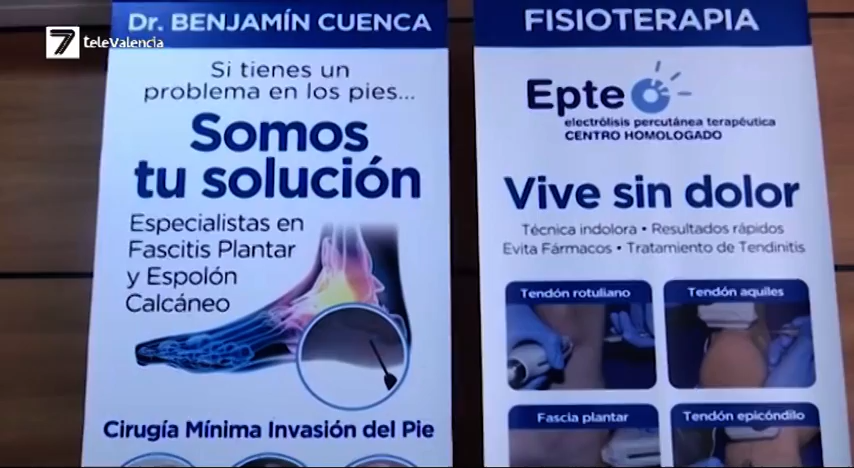 7 teleValencia
Dr. BENJAMÍN CUENCA
Si tienes un
problema en los pies...
Somos
tu solución
Especialistas en
Fascitis Plantar
y Espolón
Calcáneo
Cirugía Mínima Invasión del Pie
FISIOTERAPIA
Epte
electrólisis percutánea terapéutica
CENTRO HOMOLOGADO
Vive sin dolor
Técnica indolora • Resultados rápidos
Evita Fármacos • Tratamiento de Tendinitis
Tendón rotuliano
Tendón aquiles
Fascia plantar
Tendón epicóndilo